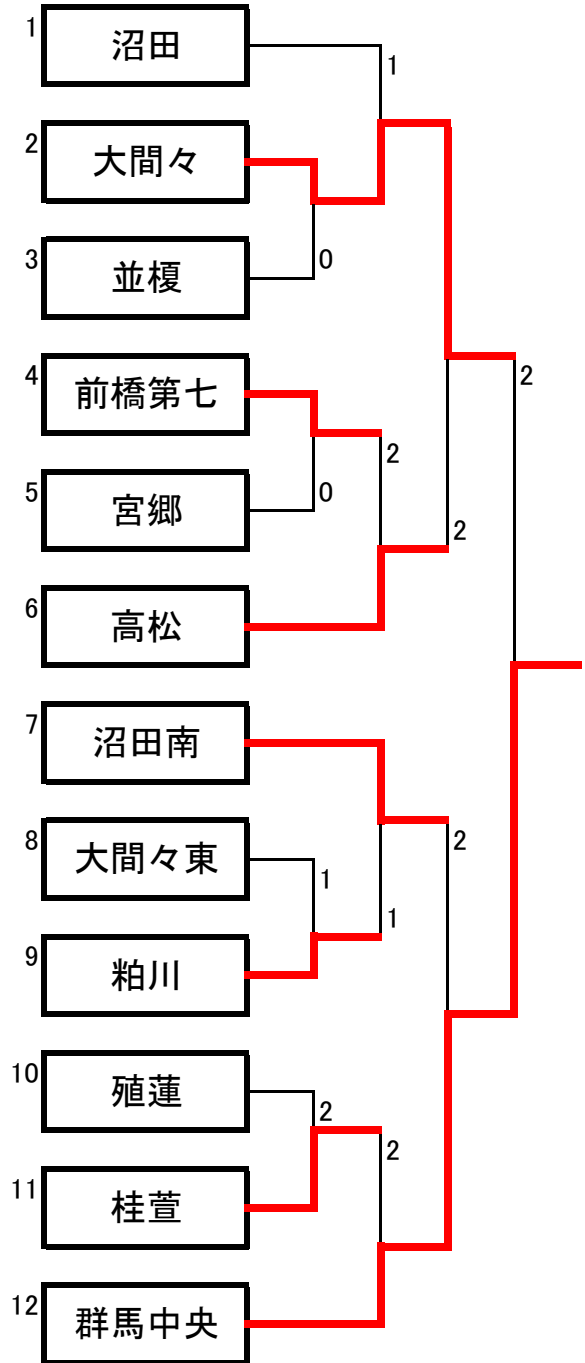 1 沼田
1
2 大間々
3 並榎
0
4 前橋第七
2
2
5 宮郷
0
2
6 高松
7 沼田南
8 大間々東
2
1
1
9 粕川
10 殖蓮
2
2
11 桂萱
12 群馬中央